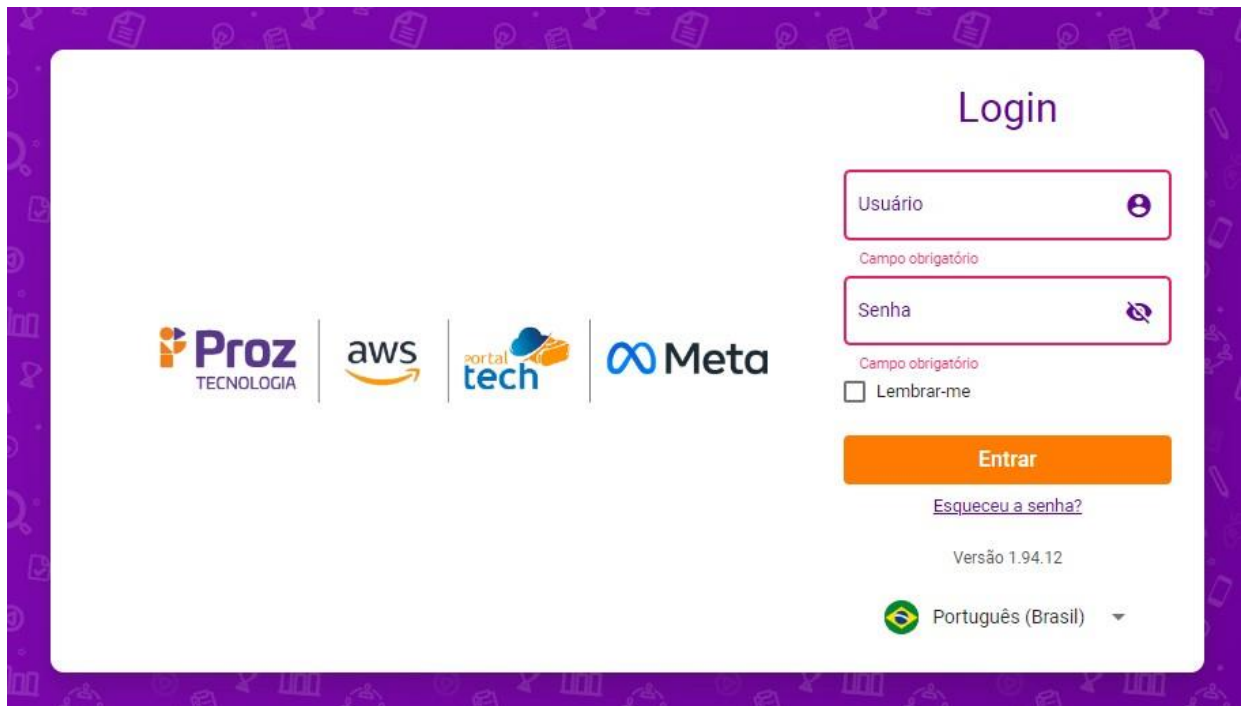 Login
Usuário
Campo obrigatório
Senha
Campo obrigatório
Lembrar-me
Proz
TECNOLOGIA
aws
Portal
tech
Meta
Entrar
Esqueceu a senha?
Versão 1.94.12
Português (Brasil)